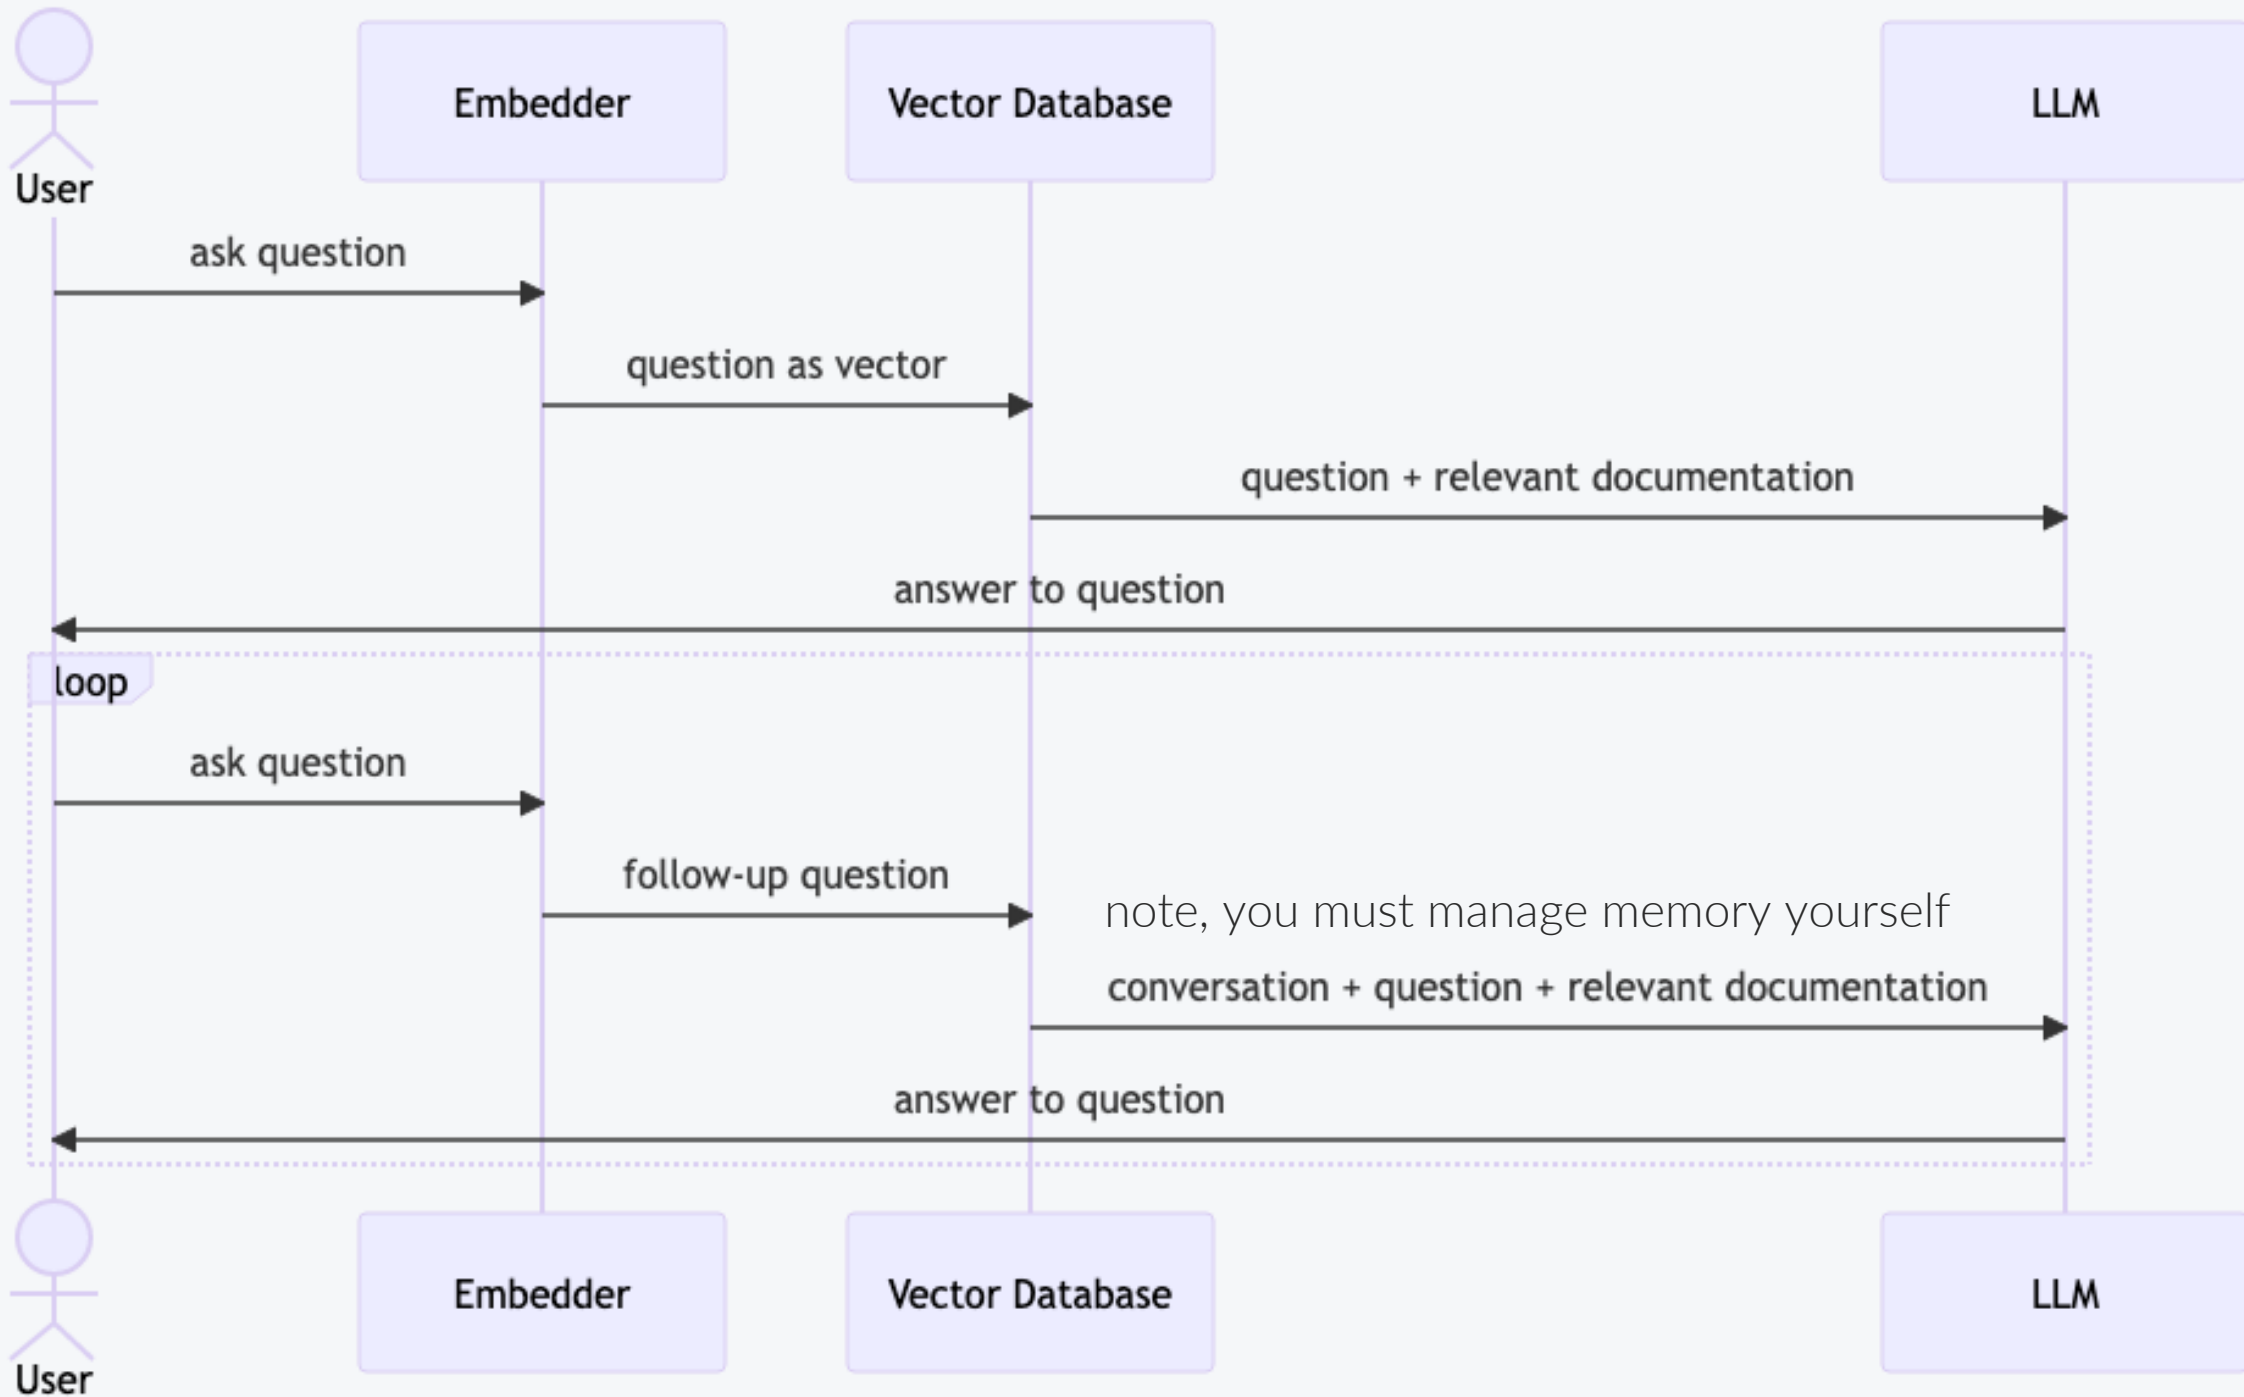 Embedder
Vector Database
LLM
User
ask question
question as vector
question + relevant documentation
answer to question
loop
ask question
follow-up question
note, you must manage memory yourself
conversation + question + relevant documentation
answer to question
Embedder
Vector Database
LLM
User